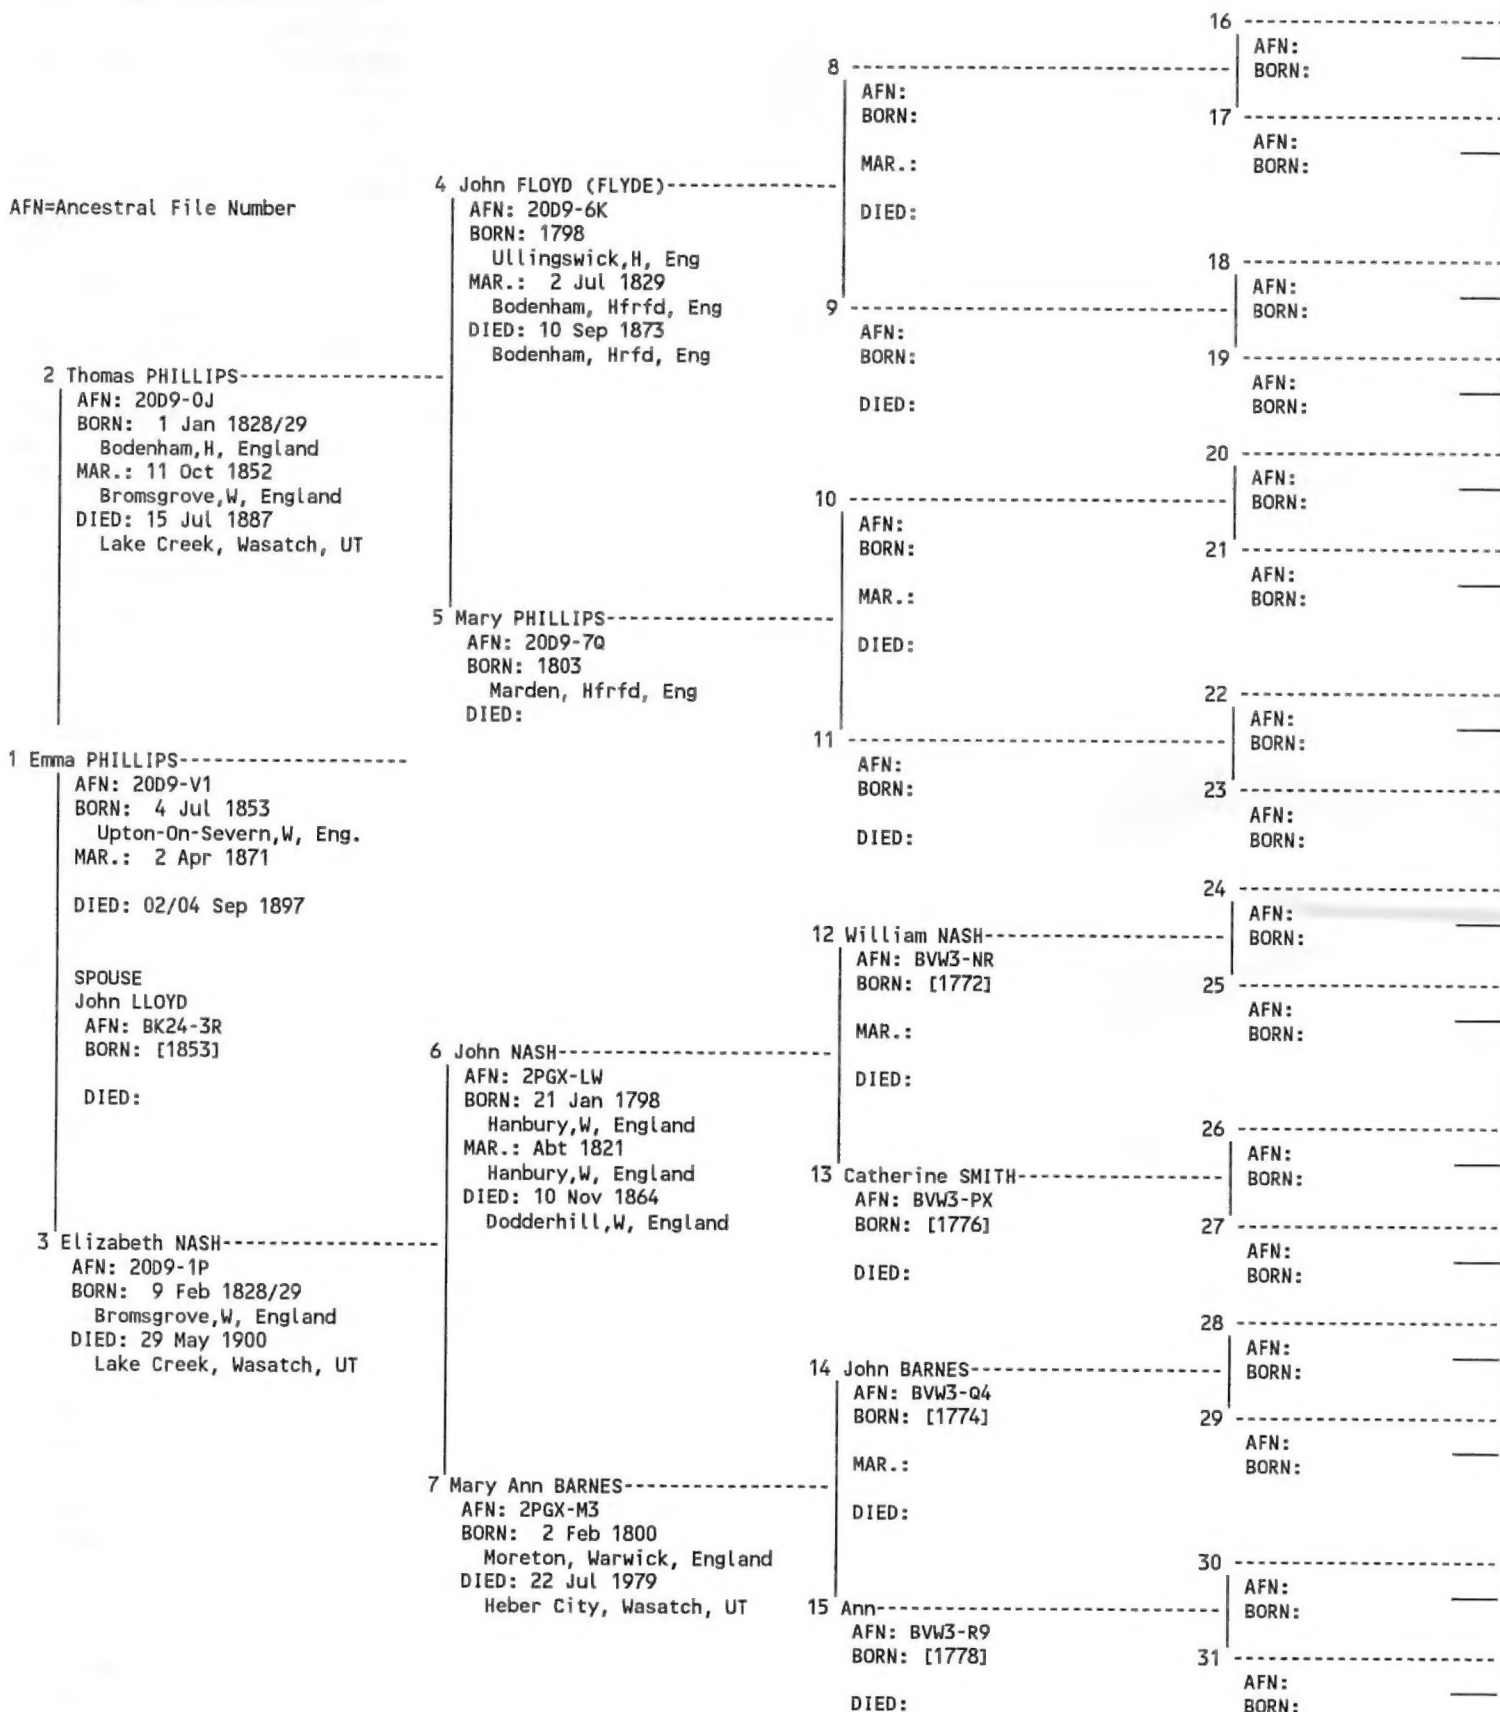 AFN=Ancestral File Number
1 Emma PHILLIPS-------------------
AFN: 20D9-V1
BORN: 4 Jul 1853
Upton-On-Severn,W, Eng.
MAR.: 2 Apr 1871
DIED: 02/04 Sep 1897
SPOUSE
John LLOYD
AFN: BK24-3R
BORN: [1853]
DIED:
2 Thomas PHILLIPS-----------------
AFN: 20D9-0J
BORN: 1 Jan 1828/29
Bodenham,H, England
MAR.: 11 Oct 1852
Bromsgrove,W, England
DIED: 15 Jul 1887
Lake Creek, Wasatch, UT
3 Elizabeth NASH------------------
AFN: 20D9-1P
BORN: 9 Feb 1828/29
Bromsgrove,W, England
DIED: 29 May 1900
Lake Creek, Wasatch, UT
4 John FLOYD (FLYDE)--------------
AFN: 20D9-6K
BORN: 1798
Ullingswick,H, Eng
MAR.: 2 Jul 1829
Bodenham, Hfrfd, Eng
DIED: 10 Sep 1873
Bodenham, Hrfd, Eng
5 Mary PHILLIPS-------------------
AFN: 20D9-7Q
BORN: 1803
Marden, Hfrfd, Eng
DIED:
6 John NASH-----------------------
AFN: 2PGX-LW
BORN: 21 Jan 1798
Hanbury,W, England
MAR.: Abt 1821
Hanbury,W, England
DIED: 10 Nov 1864
Dodderhill,W, England
7 Mary Ann BARNES-----------------
AFN: 2PGX-M3
BORN: 2 Feb 1800
Moreton, Warwick, England
DIED: 22 Jul 1979
Heber City, Wasatch, UT
8 --------------------------------
AFN:
BORN:
MAR.:
DIED:
9 --------------------------------
AFN:
BORN:
DIED:
10 --------------------------------
AFN:
BORN:
MAR.:
DIED:
11 --------------------------------
AFN:
BORN:
DIED:
12 William NASH--------------------
AFN: BVW3-NR
BORN: [1772]
MAR.:
DIED:
13 Catherine SMITH-----------------
AFN: BVW3-PX
BORN: [1776]
DIED:
14 John BARNES---------------------
AFN: BVW3-Q4
BORN: [1774]
MAR.:
DIED:
15 Ann-----------------------------
AFN: BVW3-R9
BORN: [1778]
DIED:
16 ----------------------
AFN:
BORN:
17 ----------------------
AFN:
BORN:
18 ----------------------
AFN:
BORN:
19 ----------------------
AFN:
BORN:
20 ----------------------
AFN:
BORN:
21 ----------------------
AFN:
BORN:
22 ----------------------
AFN:
BORN:
23 ----------------------
AFN:
BORN:
24 ----------------------
AFN:
BORN:
25 ----------------------
AFN:
BORN:
26 ----------------------
AFN:
BORN:
27 ----------------------
AFN:
BORN:
28 ----------------------
AFN:
BORN:
29 ----------------------
AFN:
BORN:
30 ----------------------
AFN:
BORN:
31 ----------------------
AFN:
BORN: